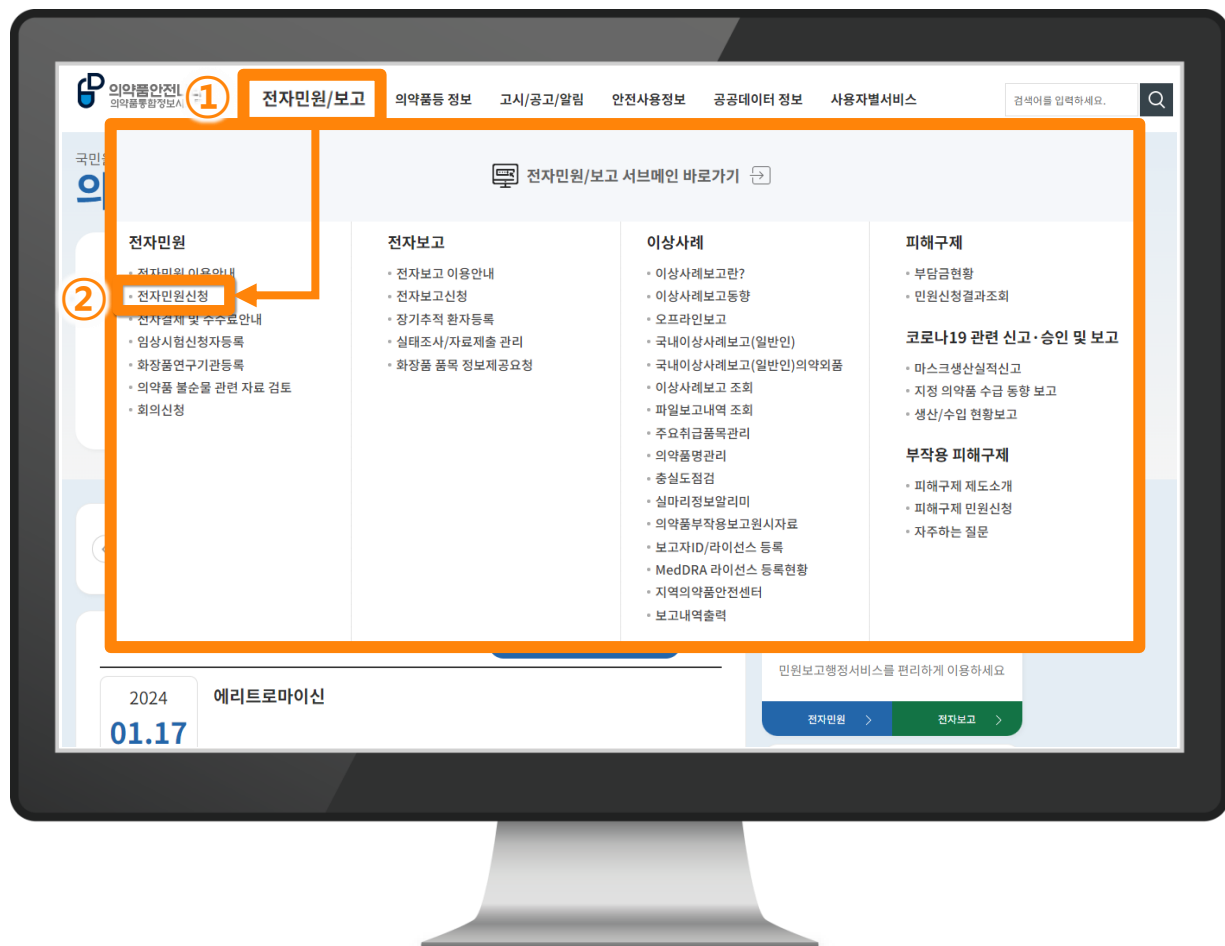 의약품안전
의약품통합정보시
①
전자민원/보고
의약품등 정보
고시/공고/알림
안전사용정보
공공데이터 정보
사용자별서비스
검색어를 입력하세요.
국민
의
전자민원/보고 서브메인 바로가기
전자민원
• 전자민원 이용안내
②
• 전자민원신청
• 전자결제 및 수수료안내
• 임상시험신청자등록
• 화장품연구기관등록
• 의약품 불순물 관련 자료 검토
• 회의신청
전자보고
• 전자보고 이용안내
• 전자보고신청
• 장기추적 환자등록
• 실태조사/자료제출 관리
• 화장품 품목 정보제공요청
이상사례
• 이상사례보고란?
• 이상사례보고동향
• 오프라인보고
• 국내이상사례보고(일반인)
• 국내이상사례보고(일반인)의약외품
• 이상사례보고 조회
• 파일보고내역 조회
• 주요취급품목관리
• 의약품명관리
• 충실도점검
• 실마리정보알리미
• 의약품부작용보고원시자료
• 보고자ID/라이선스 등록
• MedDRA 라이선스 등록현황
• 지역의약품안전센터
• 보고내역출력
피해구제
• 부담금현황
• 민원신청결과조회
코로나19 관련 신고·승인 및 보고
• 마스크생산실적신고
• 지정 의약품 수급 동향 보고
• 생산/수입 현황보고
부작용 피해구제
• 피해구제 제도소개
• 피해구제 민원신청
• 자주하는 질문
2024
01.17
에리트로마이신
민원보고행정서비스를 편리하게 이용하세요
전자민원
전자보고